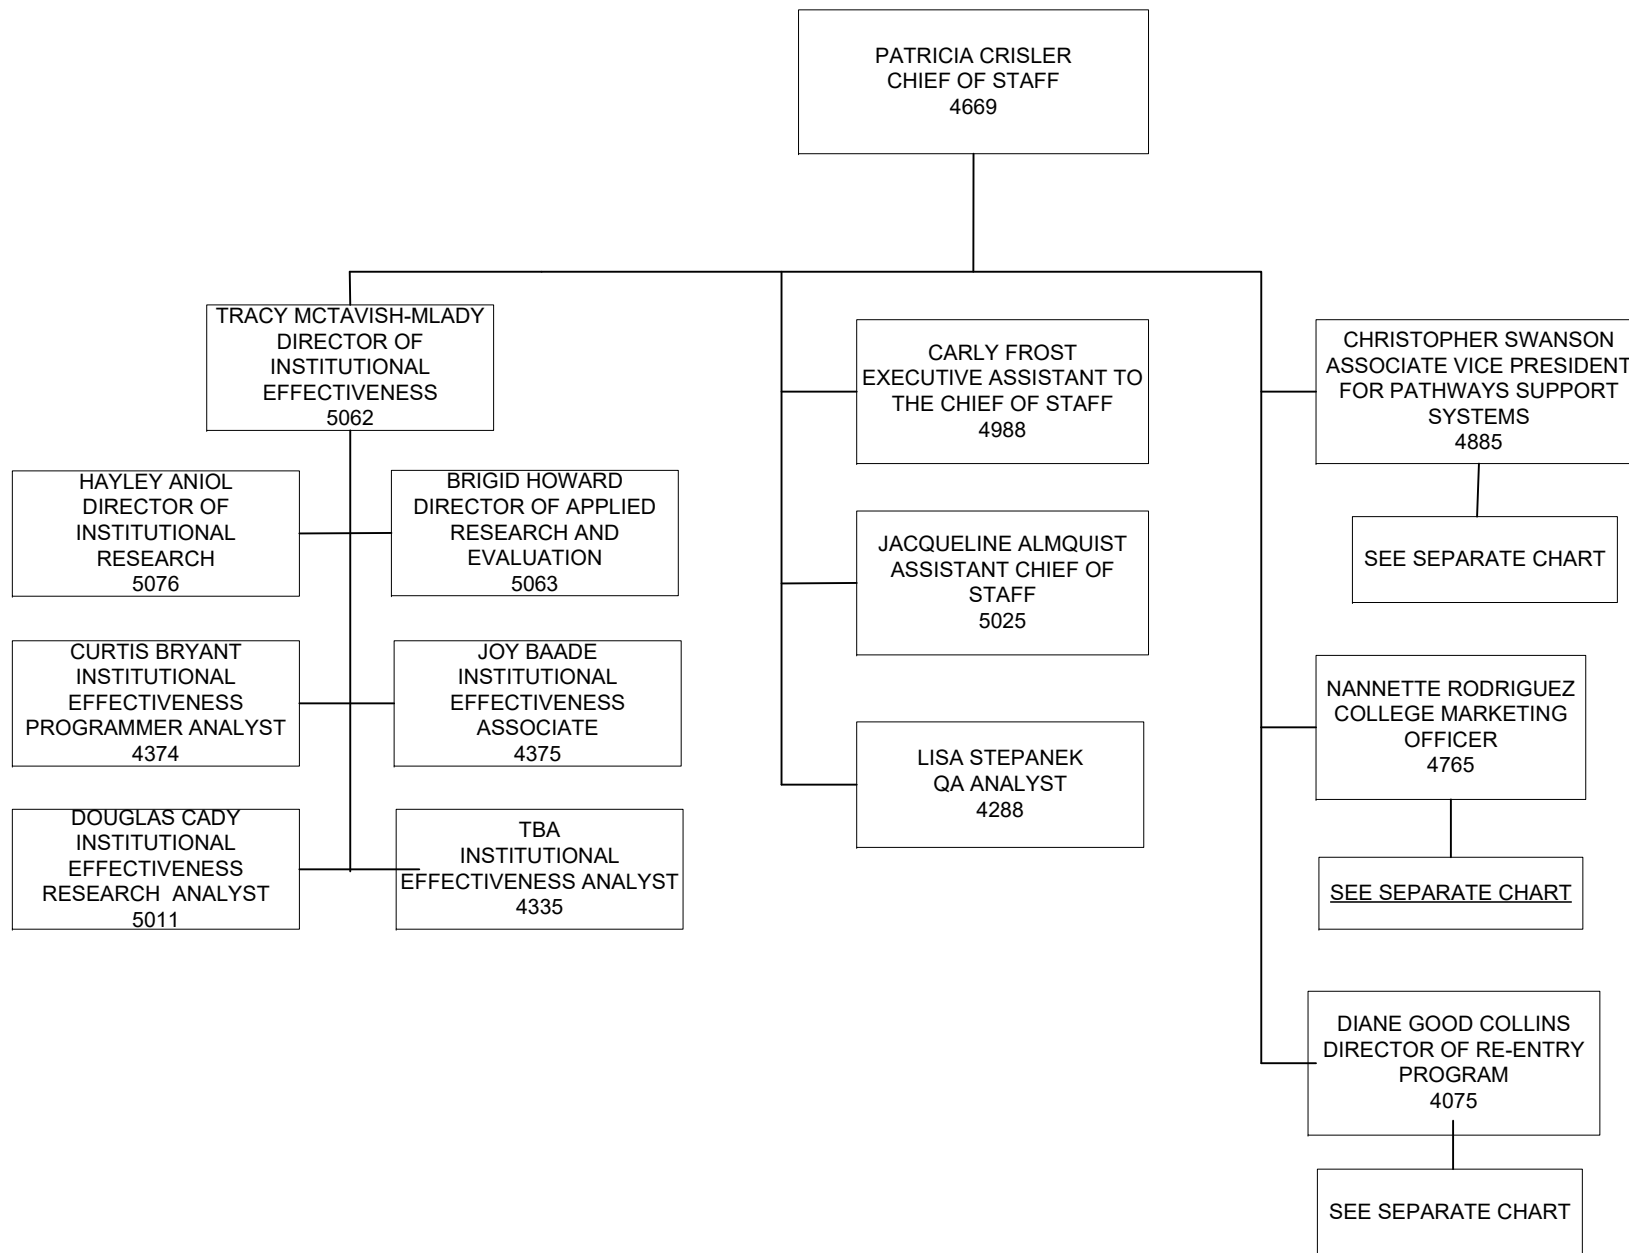 PATRICIA CRISLER
CHIEF OF STAFF
4669
TRACY MCTAVISH-MLADY
DIRECTOR OF
INSTITUTIONAL
EFFECTIVENESS
5062
HAYLEY ANIOL
DIRECTOR OF
INSTITUTIONAL
RESEARCH
5076
BRIGID HOWARD
DIRECTOR OF APPLIED
RESEARCH AND
EVALUATION
5063
CURTIS BRYANT
INSTITUTIONAL
EFFECTIVENESS
PROGRAMMER ANALYST
4374
JOY BAADE
INSTITUTIONAL
EFFECTIVENESS
ASSOCIATE
4375
DOUGLAS CADY
INSTITUTIONAL
EFFECTIVENESS
RESEARCH  ANALYST
5011
TBA
INSTITUTIONAL
EFFECTIVENESS ANALYST
4335
CARLY FROST
EXECUTIVE ASSISTANT TO
THE CHIEF OF STAFF
4988
JACQUELINE ALMQUIST
ASSISTANT CHIEF OF
STAFF
5025
LISA STEPANEK
QA ANALYST
4288
CHRISTOPHER SWANSON
ASSOCIATE VICE PRESIDENT
FOR PATHWAYS SUPPORT
SYSTEMS
4885
SEE SEPARATE CHART
NANNETTE RODRIGUEZ
COLLEGE MARKETING
OFFICER
4765
SEE SEPARATE CHART
DIANE GOOD COLLINS
DIRECTOR OF RE-ENTRY
PROGRAM
4075
SEE SEPARATE CHART